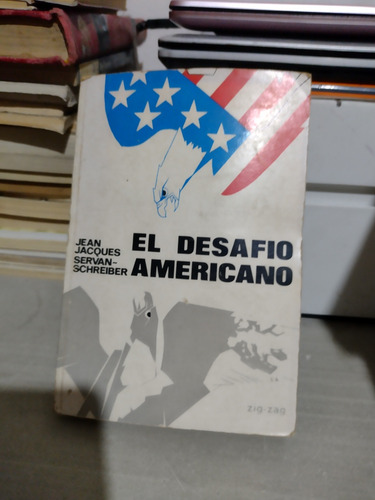 JEAN
JACQUES
SERVAN-
SCHREIBER
EL DESAFIO
AMERICANO
zig-zag